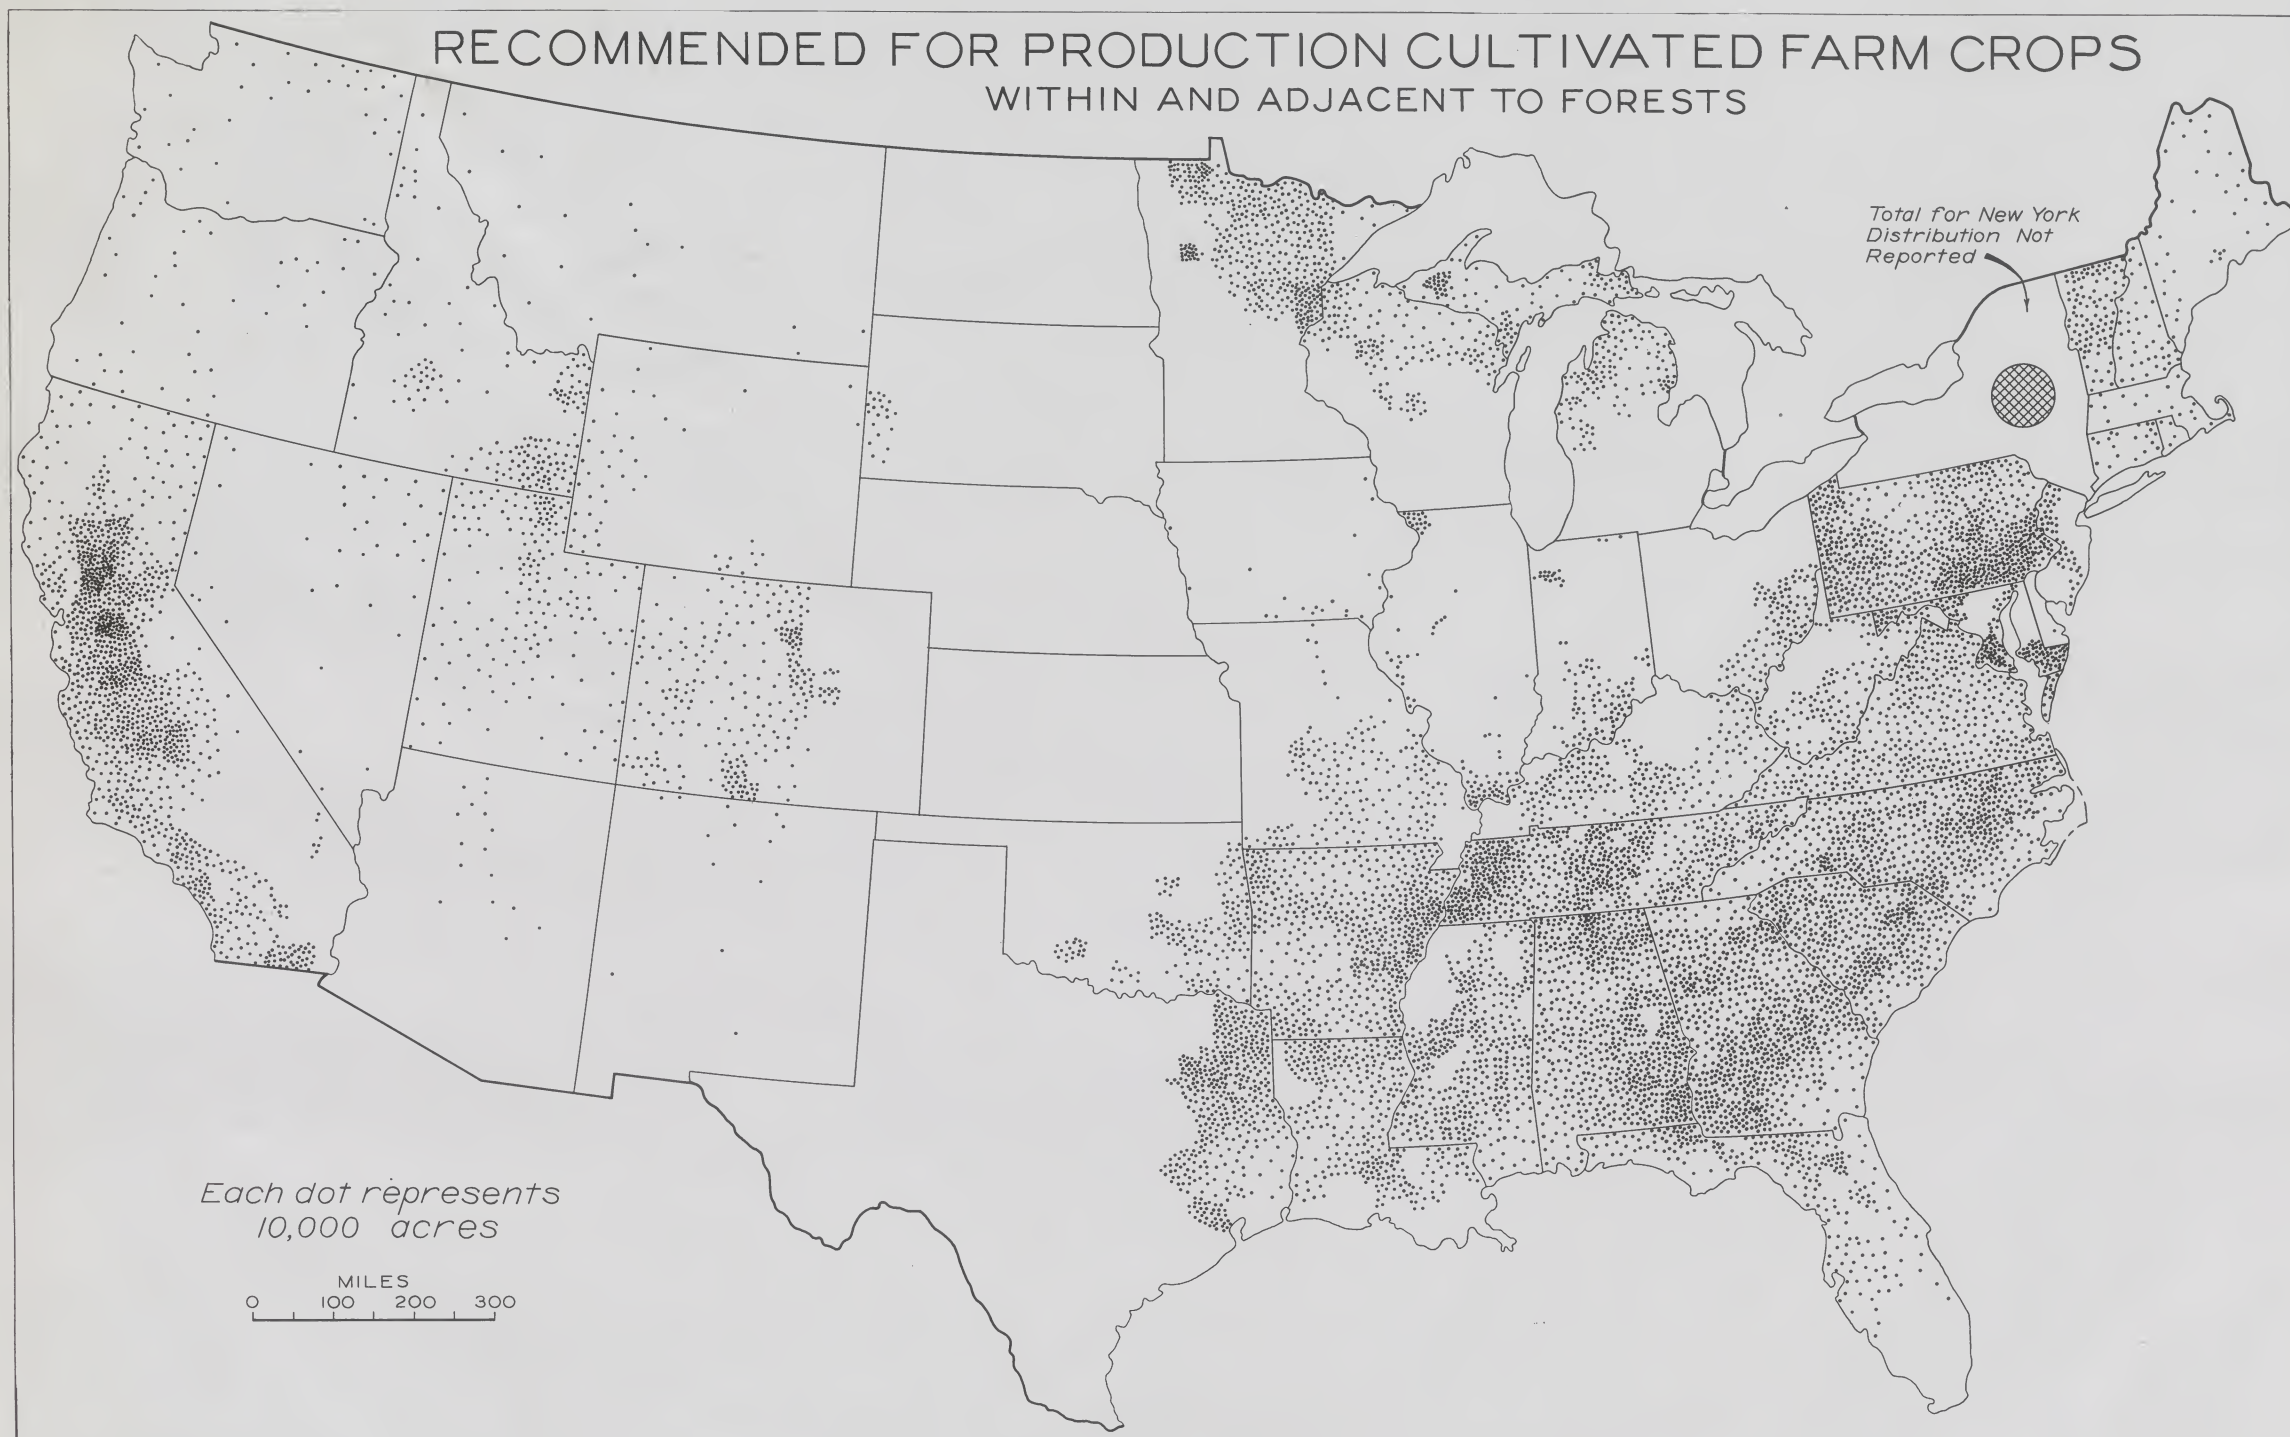 RECOMMENDED FOR PRODUCTION CULTIVATED FARM CROPS
WITHIN AND ADJACENT TO FORESTS
Total for New York
Distribution Not
Reported
Each dot represents
10,000 acres
MILES
0 100 200 300